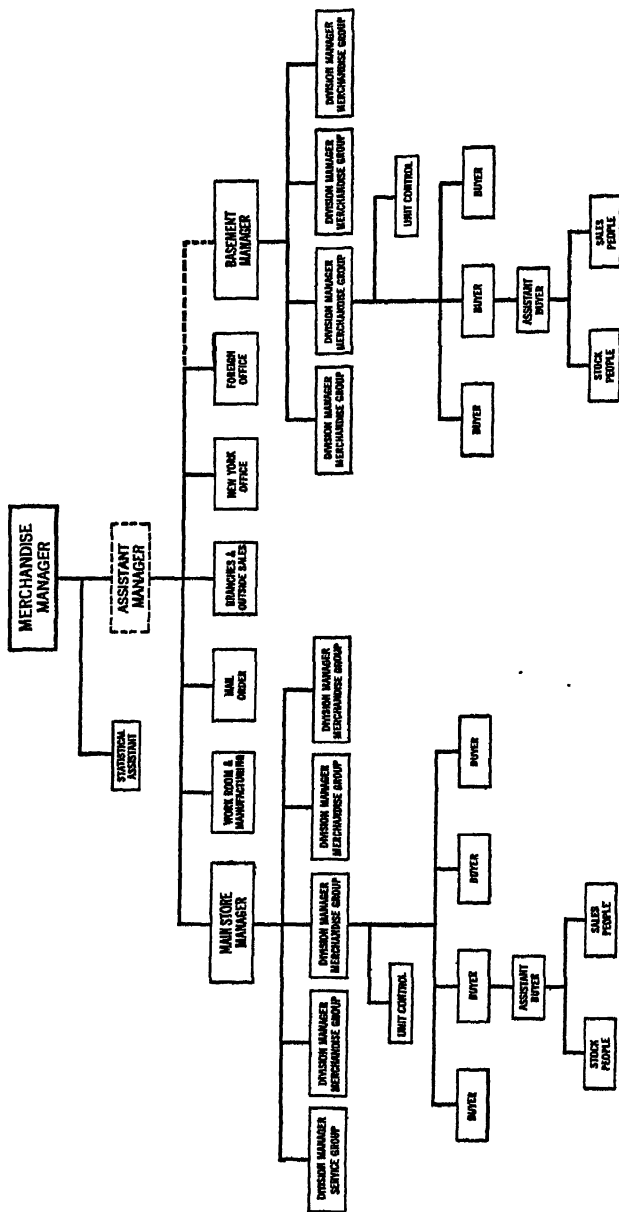 MERCHANDISE
MANAGER
STATISTICAL
ASSISTANT
ASSISTANT
MANAGER
MAIN STORE
MANAGER
WORK ROOM &
MANUFACTURING
MAIL
ORDER
BRANCHES &
OUTSIDE SALES
NEW YORK
OFFICE
FOREIGN
OFFICE
BASEMENT
MANAGER
DIVISION MANAGER
SERVICE GROUP
DIVISION MANAGER
MERCHANDISE GROUP
DIVISION MANAGER
MERCHANDISE GROUP
DIVISION MANAGER
MERCHANDISE GROUP
DIVISION MANAGER
MERCHANDISE GROUP
DIVISION MANAGER
MERCHANDISE GROUP
DIVISION MANAGER
MERCHANDISE GROUP
DIVISION MANAGER
MERCHANDISE GROUP
DIVISION MANAGER
MERCHANDISE GROUP
UNIT CONTROL
UNIT CONTROL
BUYER
BUYER
BUYER
BUYER
BUYER
BUYER
BUYER
ASSISTANT
BUYER
ASSISTANT
BUYER
STOCK
PEOPLE
SALES
PEOPLE
STOCK
PEOPLE
SALES
PEOPLE